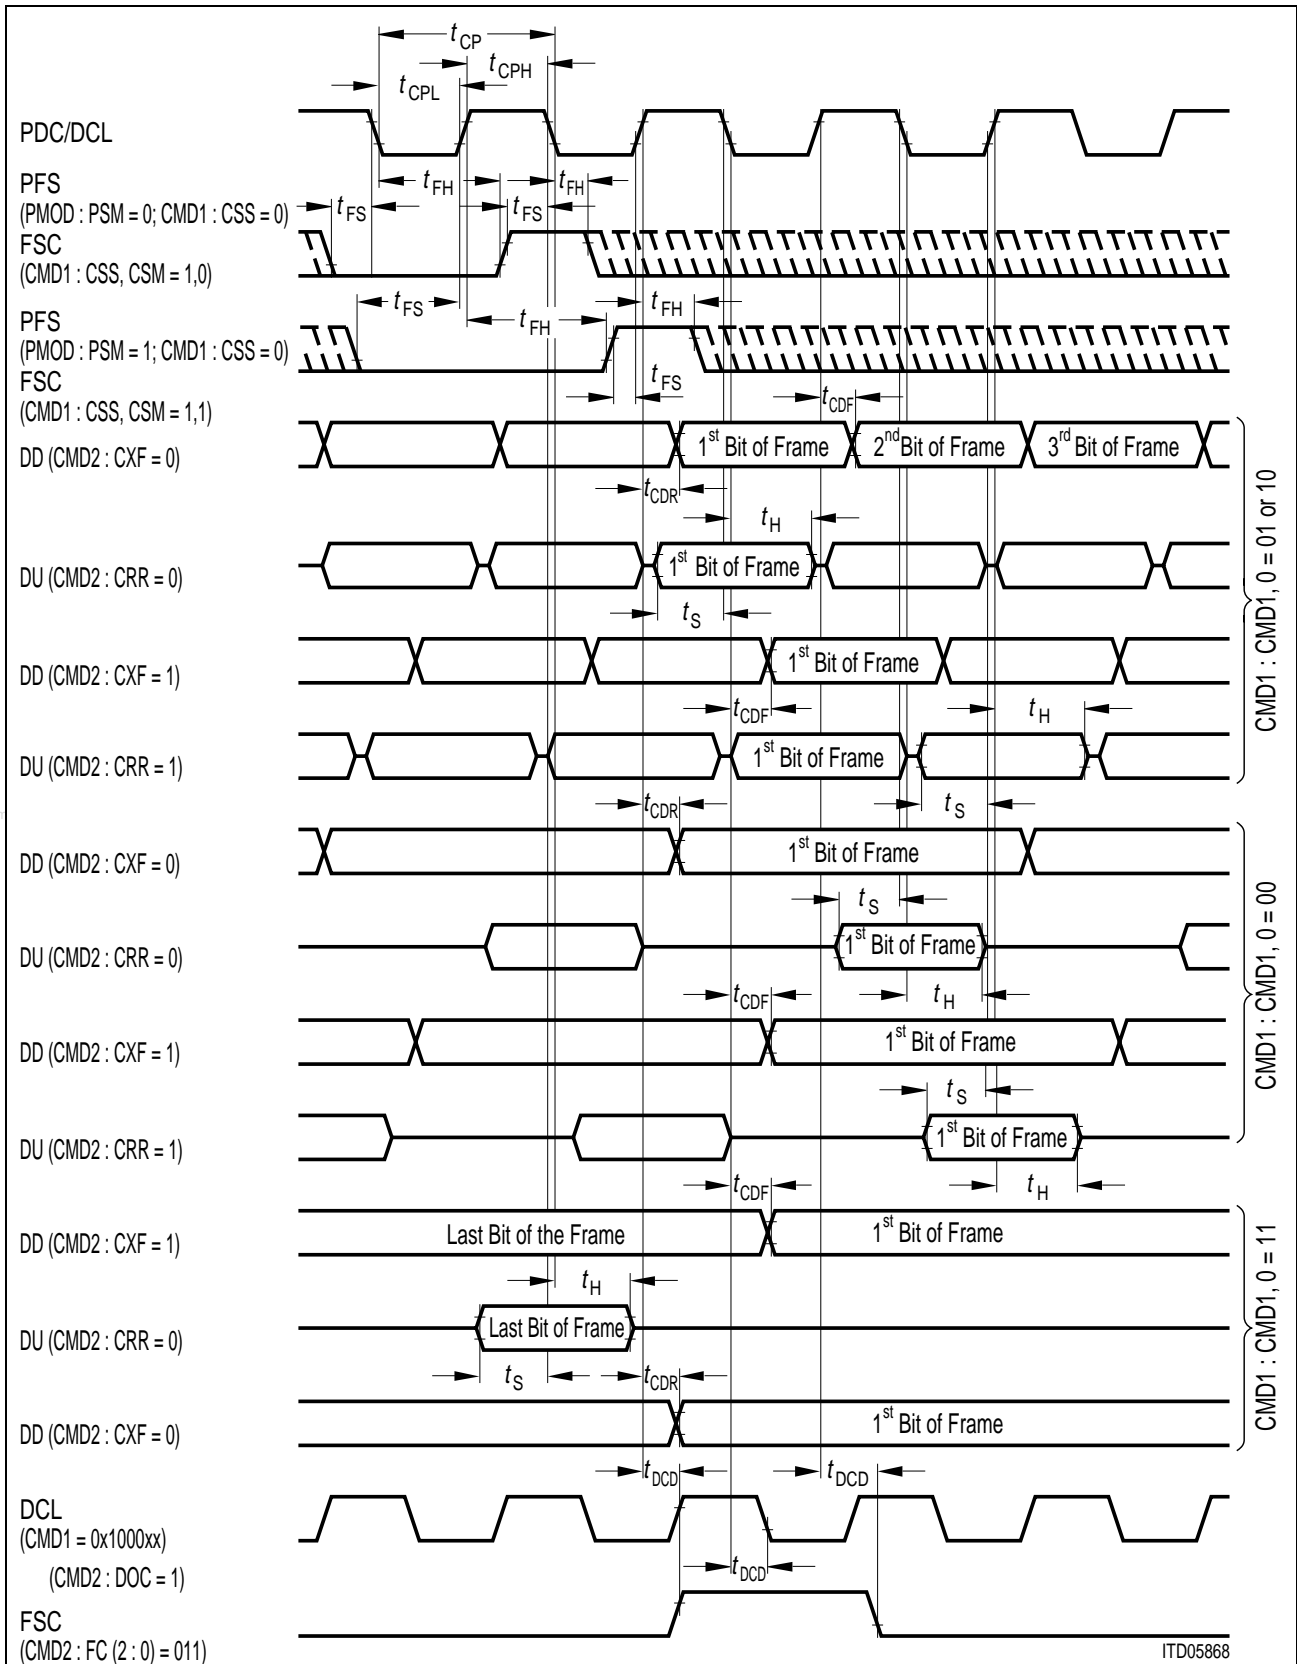 tCP
tCPH
tCPL
PDC/DCL
PFS
(PMOD : PSM = 0; CMD1 : CSS = 0)
FSC
(CMD1 : CSS, CSM = 1,0)
tFH
tFH
tFS
tFS
PFS
(PMOD : PSM = 1; CMD1 : CSS = 0)
FSC
(CMD1 : CSS, CSM = 1,1)
tFS
tFH
tFH
tFS
tCDF
DD (CMD2 : CXF = 0)
1st Bit of Frame
2nd Bit of Frame
3rd Bit of Frame
tCDR
tH
DU (CMD2 : CRR = 0)
1st Bit of Frame
tS
DD (CMD2 : CXF = 1)
1st Bit of Frame
tCDF
tH
DU (CMD2 : CRR = 1)
1st Bit of Frame
CMD1 : CMD1, 0 = 01 or 10
tCDR
tS
DD (CMD2 : CXF = 0)
1st Bit of Frame
tS
DU (CMD2 : CRR = 0)
1st Bit of Frame
tCDF
tH
DD (CMD2 : CXF = 1)
1st Bit of Frame
tS
DU (CMD2 : CRR = 1)
1st Bit of Frame
CMD1 : CMD1, 0 = 00
tCDF
tH
DD (CMD2 : CXF = 1)
Last Bit of the Frame
1st Bit of Frame
tH
DU (CMD2 : CRR = 0)
Last Bit of Frame
tS
tCDR
DD (CMD2 : CXF = 0)
1st Bit of Frame
CMD1 : CMD1, 0 = 11
tDCD
tDCD
DCL
(CMD1 = 0x1000xx)
(CMD2 : DOC = 1)
tDCD
FSC
(CMD2 : FC (2 : 0) = 011)
ITD05868